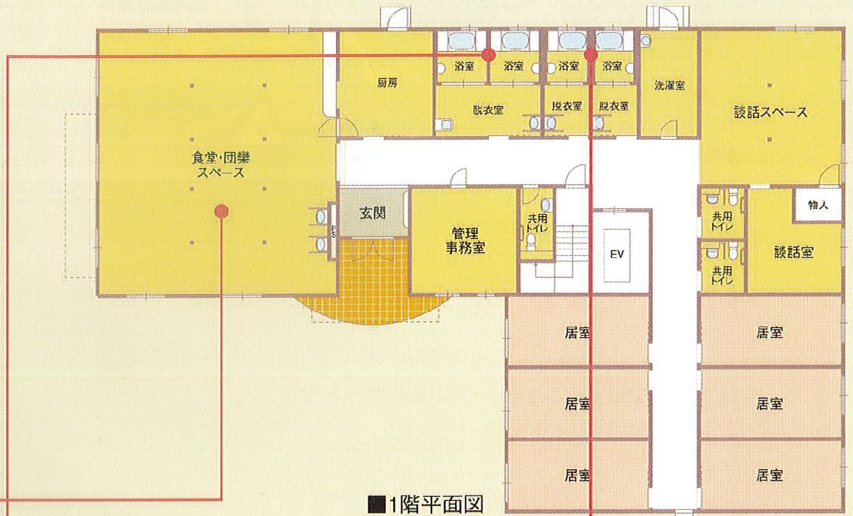 浴室
浴室
浴室
浴室
厨房
洗濯室
脱衣室
脱衣室
脱衣室
談話スペース
食堂・団欒
スペース
玄関
管理
事務室
共用
トイレ
EV
共用
トイレ
物入
共用
トイレ
談話室
居室
居室
居室
居室
居室
居室
■1階平面図